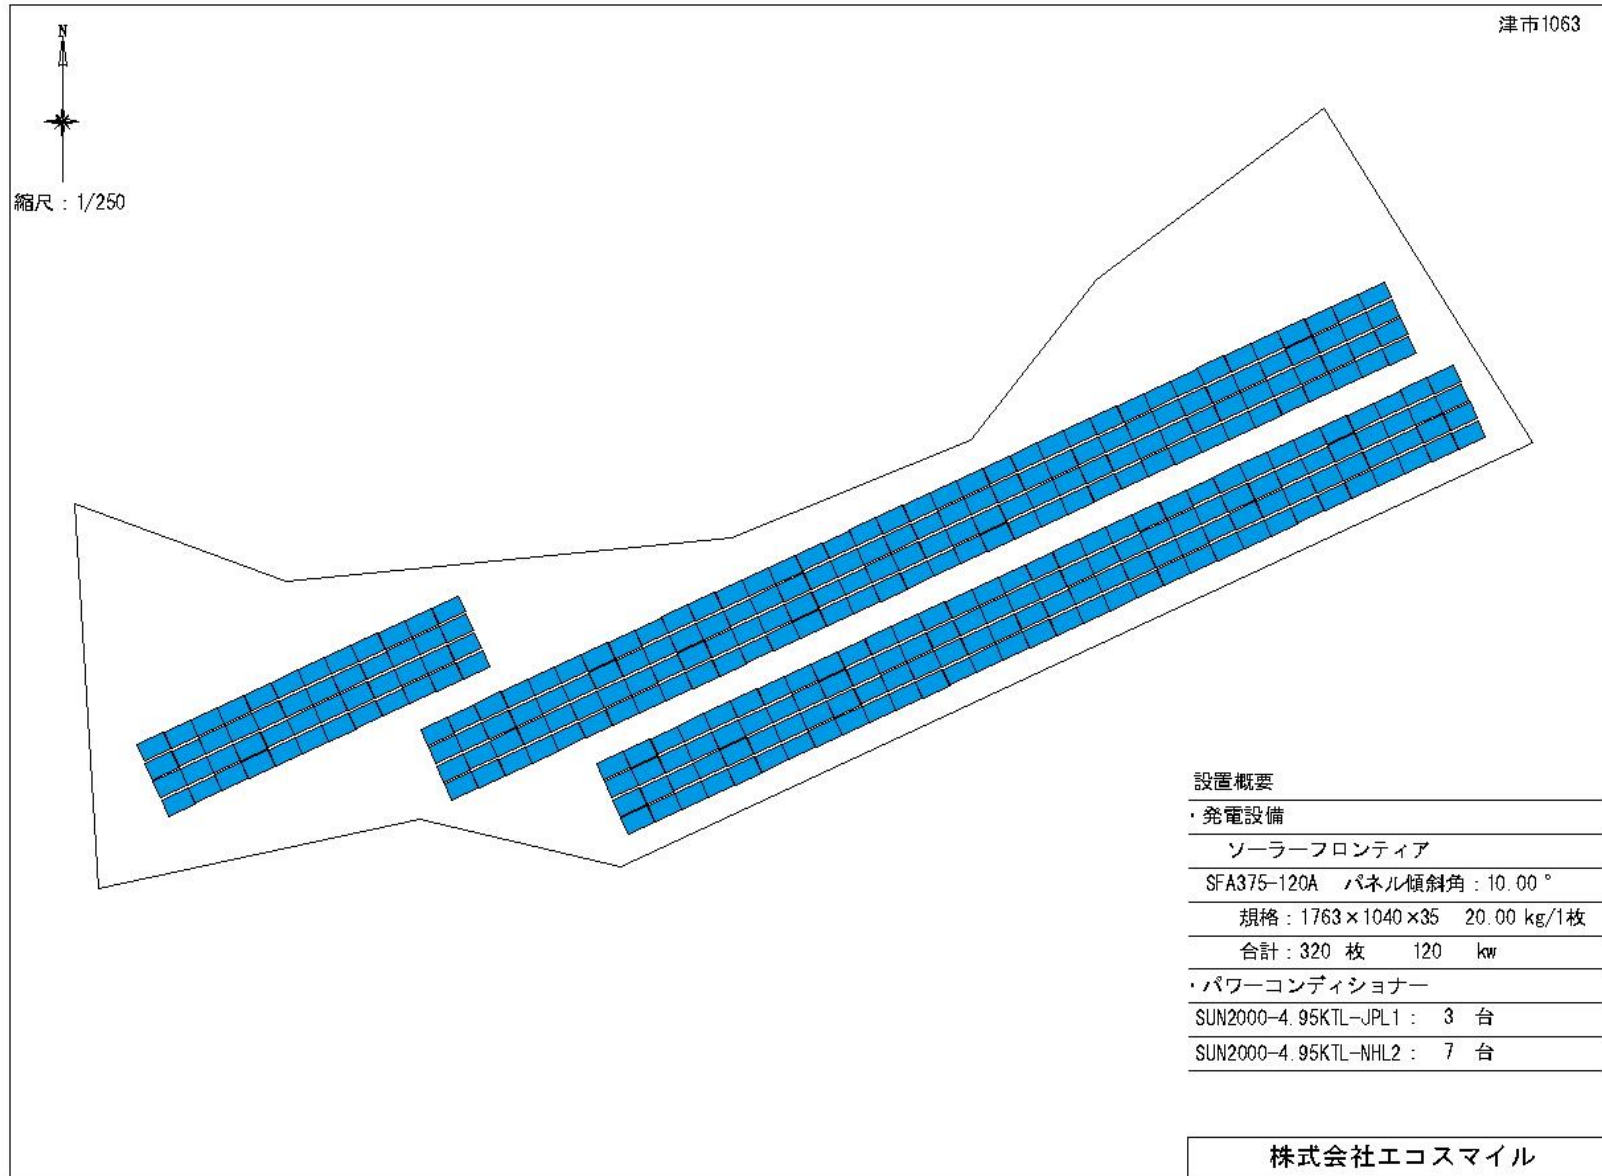 津市1063
N
縮尺：1/250
設置概要
・発電設備
ソーラーフロンティア
SFA375-120A パネル傾斜角：10.00°
規格：1763×1040×35 20.00 kg/1枚
合計：320 枚 120 kw
・パワーコンディショナー
SUN2000-4.95KTL-JPL1： 3 台
SUN2000-4.95KTL-NHL2： 7 台
株式会社エコスマイル